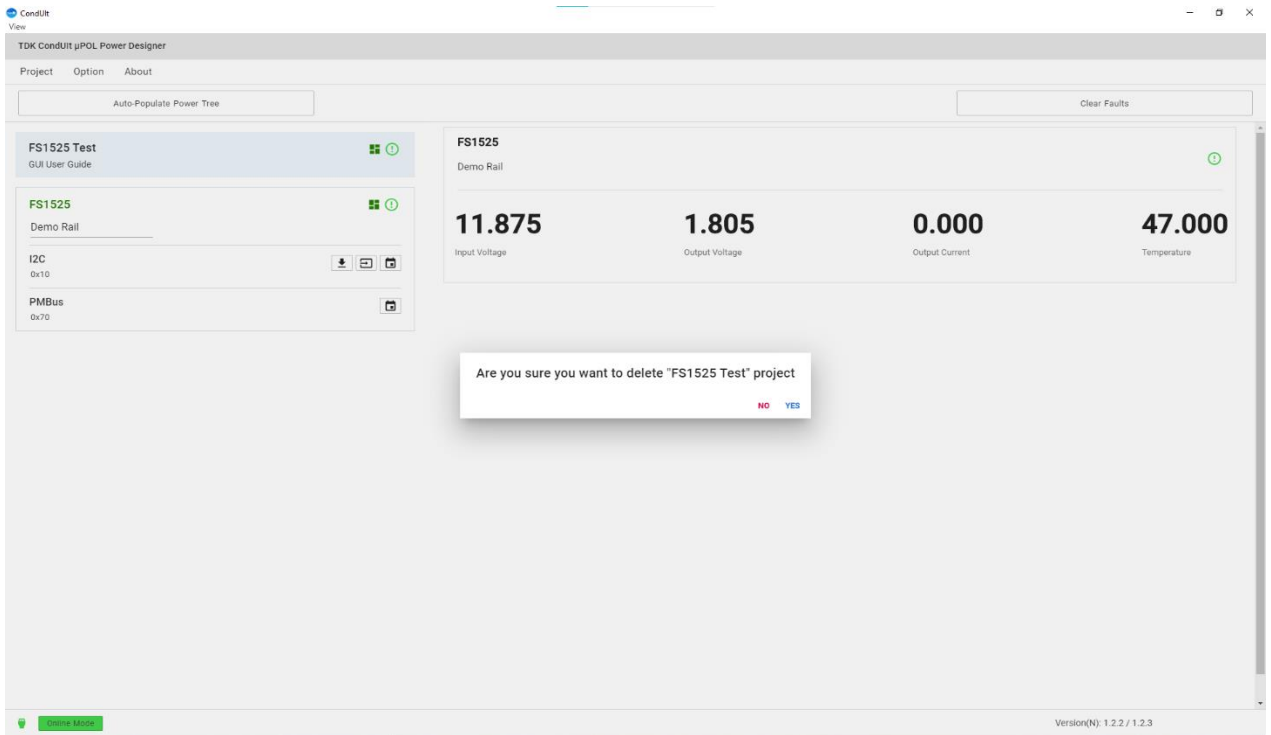 CondUIt
View
TDK CondUIt µPOL Power Designer
Project Option About
Auto-Populate Power Tree
Clear Faults
FS1525 Test
GUI User Guide
FS1525
Demo Rail
I2C
0x10
PMBus
0x70
FS1525
Demo Rail
11.875 1.805 0.000 47.000
Input Voltage Output Voltage Output Current Temperature
Are you sure you want to delete "FS1525 Test" project
NO YES
Online Mode
Version(N): 1.2.2 / 1.2.3